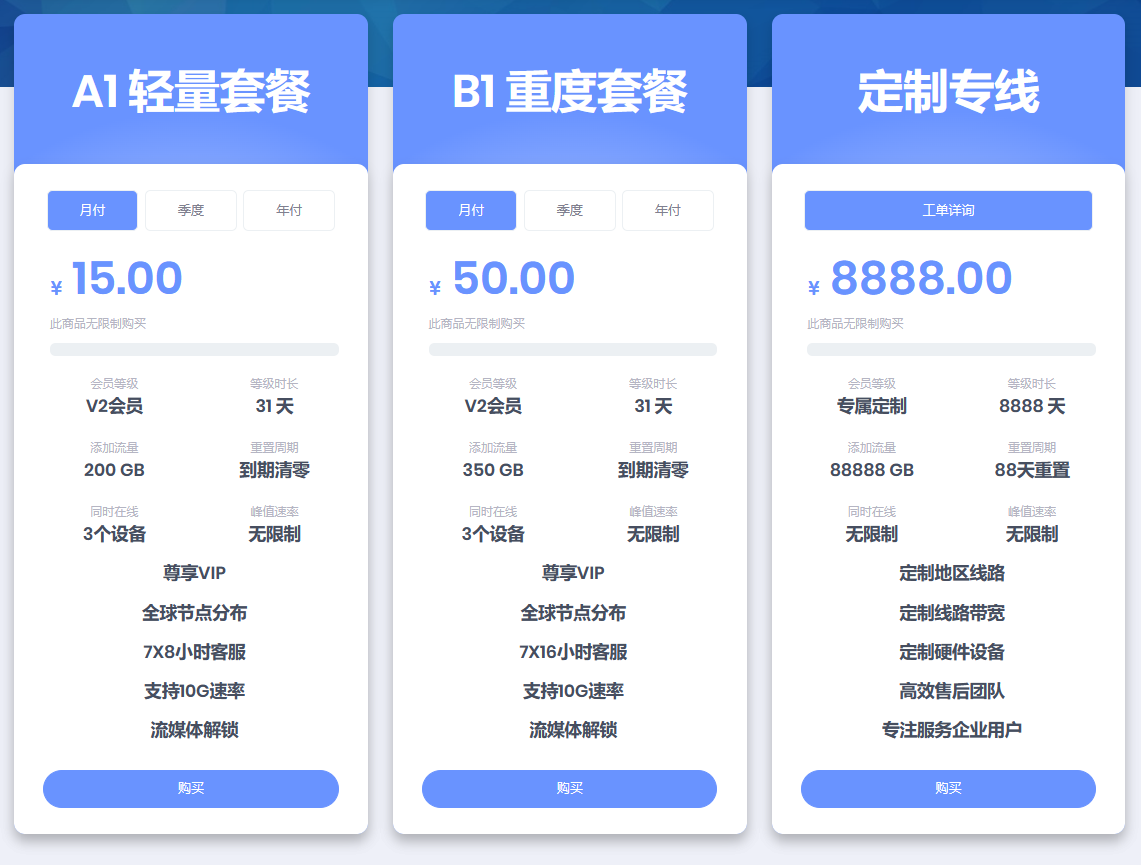 A1 轻量套餐
月付 季度 年付
¥ 15.00
此商品无限制购买
会员等级 等级时长
V2会员 31 天
添加流量 重置周期
200 GB 到期清零
同时在线 峰值速率
3个设备 无限制
尊享VIP
全球节点分布
7X8小时客服
支持10G速率
流媒体解锁
购买
B1 重度套餐
月付 季度 年付
¥ 50.00
此商品无限制购买
会员等级 等级时长
V2会员 31 天
添加流量 重置周期
350 GB 到期清零
同时在线 峰值速率
3个设备 无限制
尊享VIP
全球节点分布
7X16小时客服
支持10G速率
流媒体解锁
购买
定制专线
工单详询
¥ 8888.00
此商品无限制购买
会员等级 等级时长
专属定制 8888 天
添加流量 重置周期
88888 GB 88天重置
同时在线 峰值速率
无限制 无限制
定制地区线路
定制线路带宽
定制硬件设备
高效售后团队
专注服务企业用户
购买